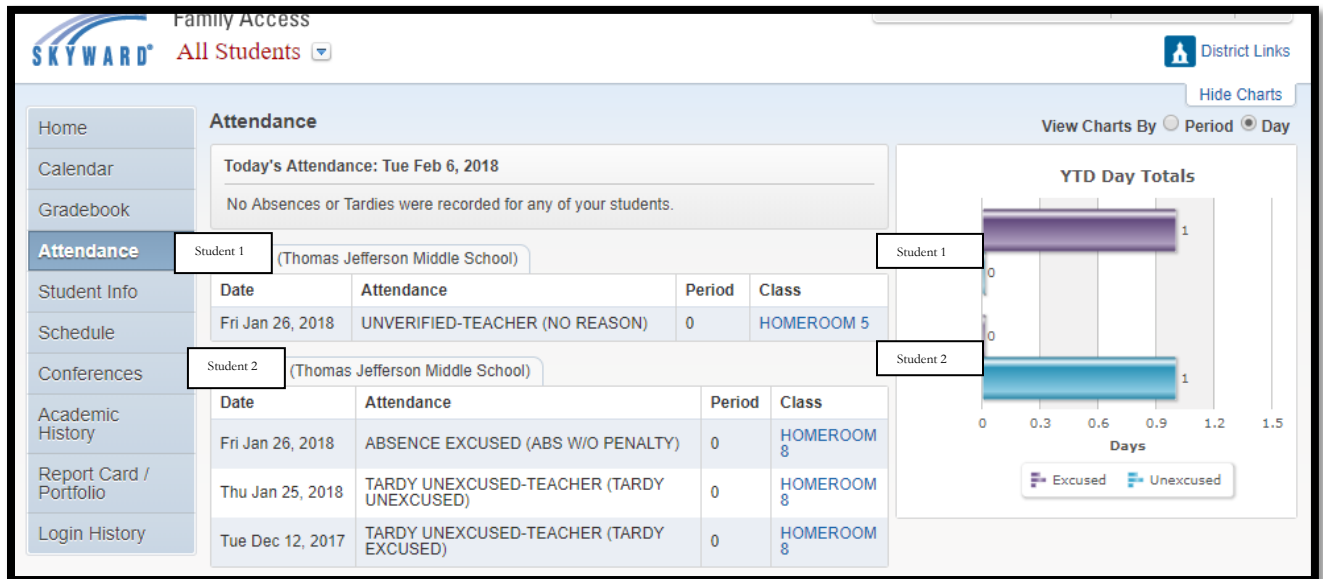 Family Access
SKYWARD®
All Students
District Links
Hide Charts
Home
Calendar
Gradebook
Attendance
Student Info
Schedule
Conferences
Academic
History
Report Card /
Portfolio
Login History
Attendance
View Charts By Period Day
Today's Attendance: Tue Feb 6, 2018
No Absences or Tardies were recorded for any of your students.
Student 1 (Thomas Jefferson Middle School)
Date Attendance Period Class
Fri Jan 26, 2018 UNVERIFIED-TEACHER (NO REASON) 0 HOMEROOM 5
Student 2 (Thomas Jefferson Middle School)
Date Attendance Period Class
Fri Jan 26, 2018 ABSENCE EXCUSED (ABS W/O PENALTY) 0 HOMEROOM
8
Thu Jan 25, 2018 TARDY UNEXCUSED-TEACHER (TARDY
UNEXCUSED) 0 HOMEROOM
8
Tue Dec 12, 2017 TARDY UNEXCUSED-TEACHER (TARDY
EXCUSED) 0 HOMEROOM
8
YTD Day Totals
Student 1
1
0
Student 2
0
1
0 0.3 0.6 0.9 1.2 1.5
Days
Excused Unexcused